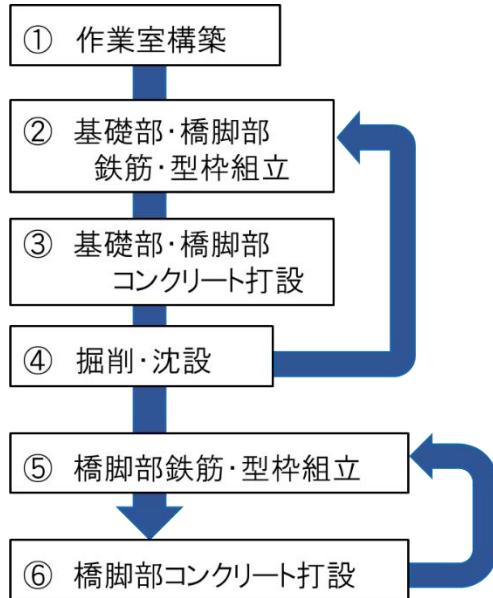 ① 作業室構築
② 基礎部・橋脚部
鉄筋・型枠組立
③ 基礎部・橋脚部
コンクリート打設
④ 掘削・沈設
⑤ 橋脚部鉄筋・型枠組立
⑥ 橋脚部コンクリート打設